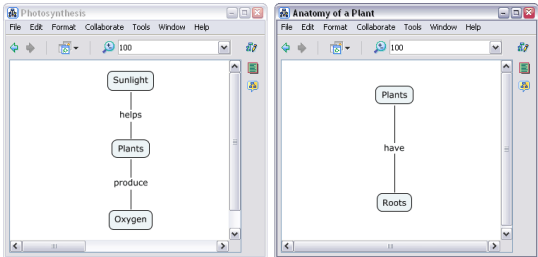 Photosynthesis
File Edit Format Collaborate Tools Window Help
100
Sunlight
helps
Plants
produce
Oxygen
Anatomy of a Plant
File Edit Format Collaborate Tools Window Help
100
Plants
have
Roots